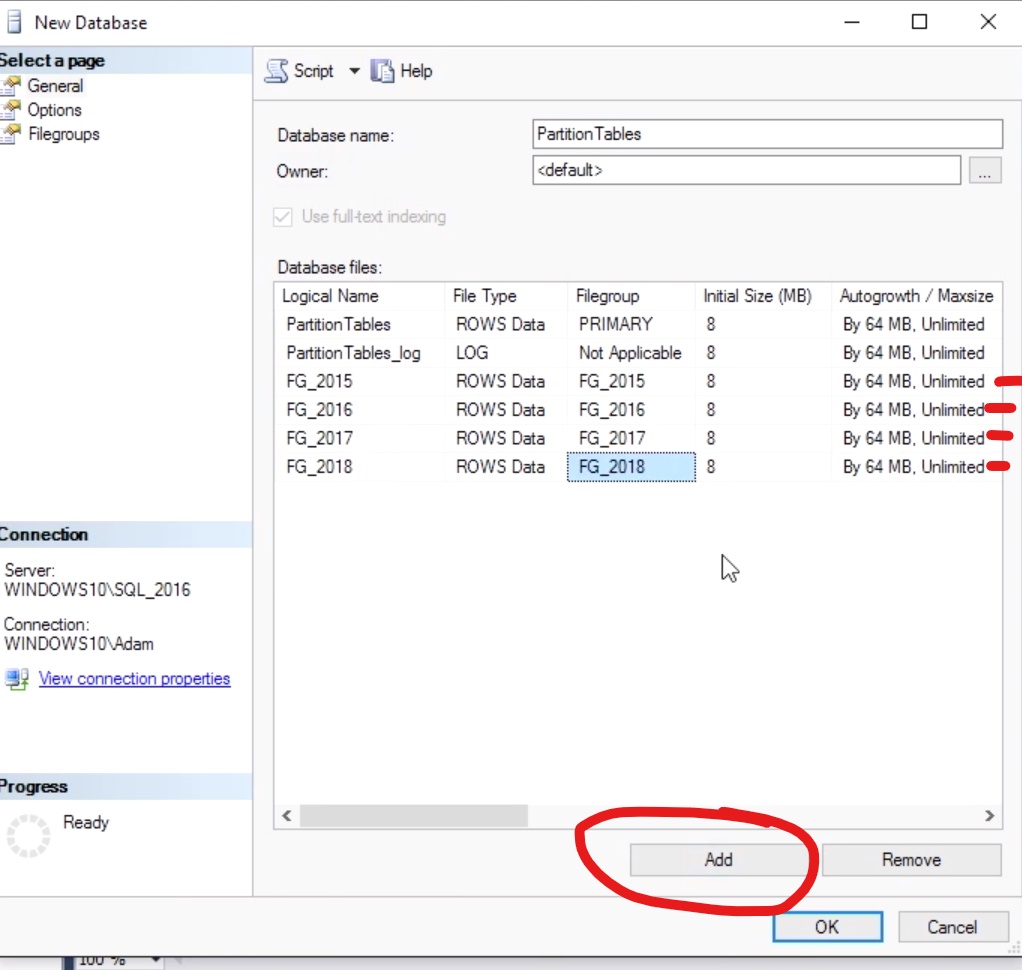 New Database
Select a page
General
Options
Filegroups
Script Help
Database name: PartitionTables
Owner: <default> ...
Use full-text indexing
Database files:
Logical Name File Type Filegroup Initial Size (MB) Autogrowth / Maxsize
PartitionTables ROWS Data PRIMARY 8 By 64 MB, Unlimited
PartitionTables_log LOG Not Applicable 8 By 64 MB, Unlimited
FG_2015 ROWS Data FG_2015 8 By 64 MB, Unlimited
FG_2016 ROWS Data FG_2016 8 By 64 MB, Unlimited
FG_2017 ROWS Data FG_2017 8 By 64 MB, Unlimited
FG_2018 ROWS Data FG_2018 8 By 64 MB, Unlimited
Connection
Server:
WINDOWS10\SQL_2016
Connection:
WINDOWS10\Adam
View connection properties
Progress
Ready
Add Remove
OK Cancel
100 %